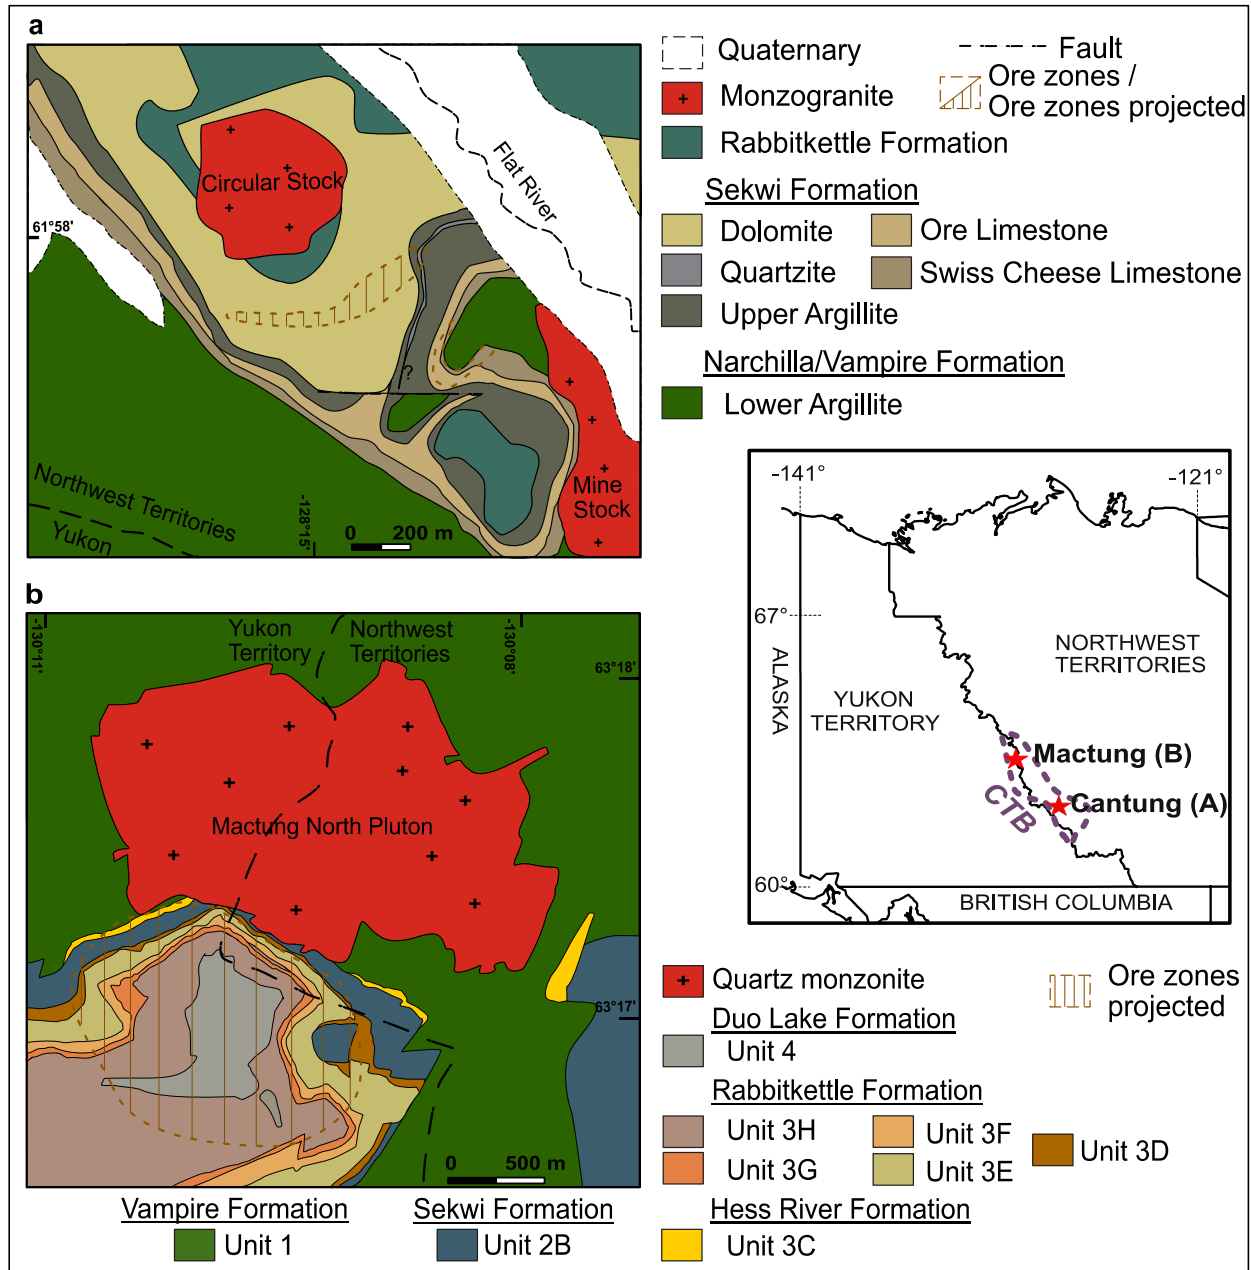 a
Circular Stock
Flat River
61°58'
?
Mine
Stock
Northwest Territories
Yukon
-128°15'
0 200 m
Quaternary
Fault
Monzogranite
Ore zones /
Ore zones projected
Rabbitkettle Formation
Sekwi Formation
Dolomite
Ore Limestone
Quartzite
Swiss Cheese Limestone
Upper Argillite
Narchilla/Vampire Formation
Lower Argillite
-141°
-121°
67°
ALASKA
NORTHWEST
TERRITORIES
YUKON
TERRITORY
Mactung (B)
CTB
Cantung (A)
60°
BRITISH COLUMBIA
b
-130°11'
Yukon
Territory
Northwest
Territories
-130°08'
63°18'
Mactung North Pluton
63°17'
0 500 m
Quartz monzonite
Ore zones
projected
Duo Lake Formation
Unit 4
Rabbitkettle Formation
Unit 3H
Unit 3F
Unit 3D
Unit 3G
Unit 3E
Vampire Formation
Sekwi Formation
Hess River Formation
Unit 1
Unit 2B
Unit 3C